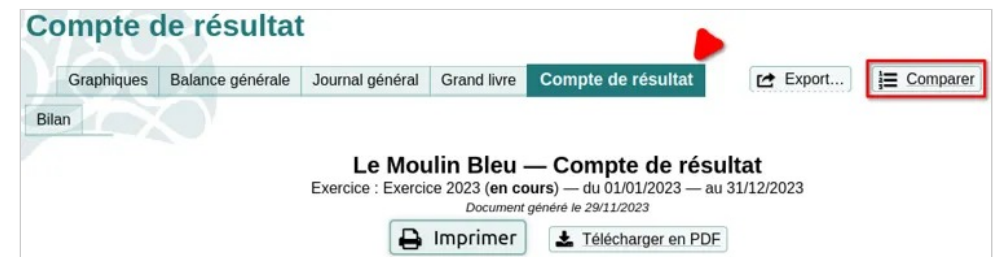 Compte de résultat
Graphiques Balance générale Journal général Grand livre Compte de résultat Export... Comparer
Bilan
Le Moulin Bleu — Compte de résultat
Exercice : Exercice 2023 (en cours) — du 01/01/2023 — au 31/12/2023
Document généré le 29/11/2023
Imprimer Télécharger en PDF